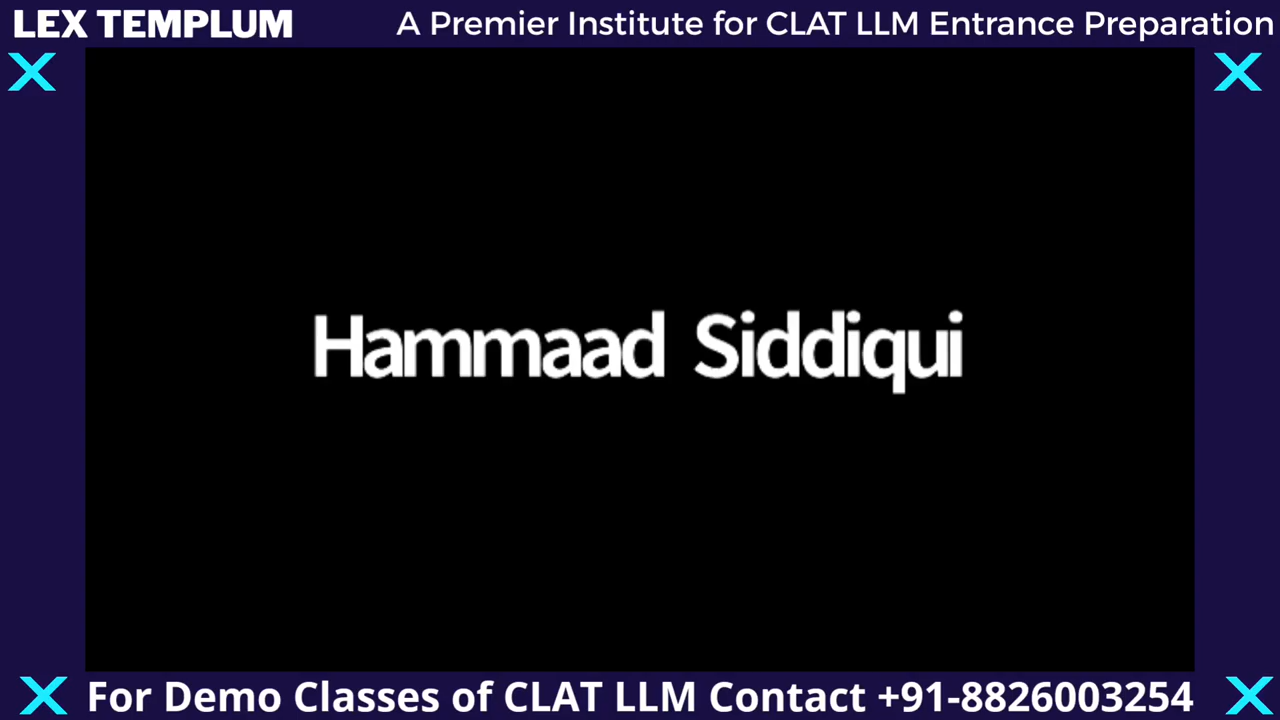 LEX TEMPLUM
A Premier Institute for CLAT LLM Entrance Preparation
Hammaad Siddiqui
For Demo Classes of CLAT LLM Contact +91-8826003254